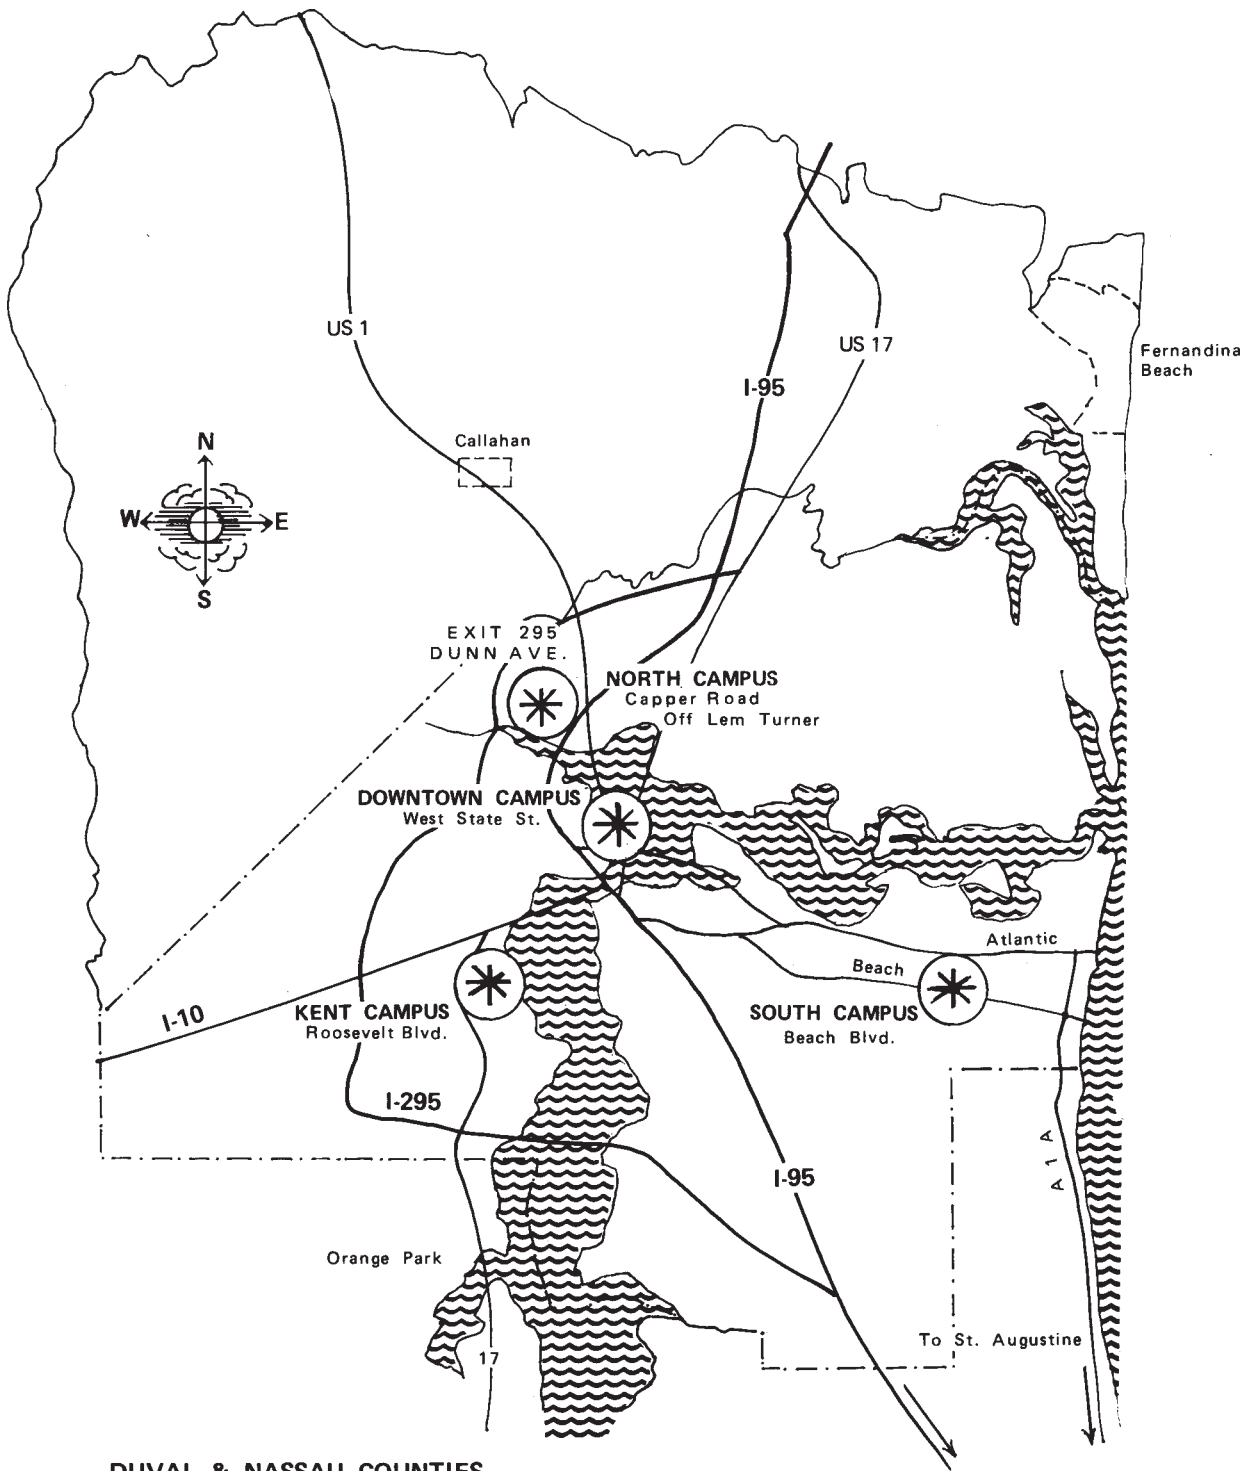 US 1
US 17
Fernandina
Beach
I-95
Callahan
N
W
E
S
EXIT 295
DUNN AVE.
NORTH CAMPUS
Capper Road
Off Lem Turner
DOWNTOWN CAMPUS
West State St.
Atlantic
Beach
I-10
KENT CAMPUS
Roosevelt Blvd.
SOUTH CAMPUS
Beach Blvd.
I-295
A 1 A
I-95
Orange Park
To St. Augustine
17
DUVAL & NASSAU COUNTIES